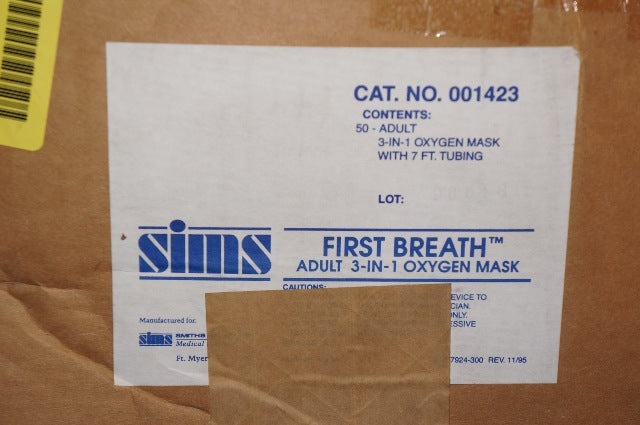 CAT. NO. 001423
CONTENTS:
50 - ADULT
3-IN-1 OXYGEN MASK
WITH 7 FT. TUBING
LOT:
sims
FIRST BREATH™
ADULT 3-IN-1 OXYGEN MASK
CAUTIONS:
EVICE TO
CIAN.
ONLY.
ESSIVE
Manufactured for:
sims SMITHS
Medical
Ft. Myer
7924-300 REV. 11/95